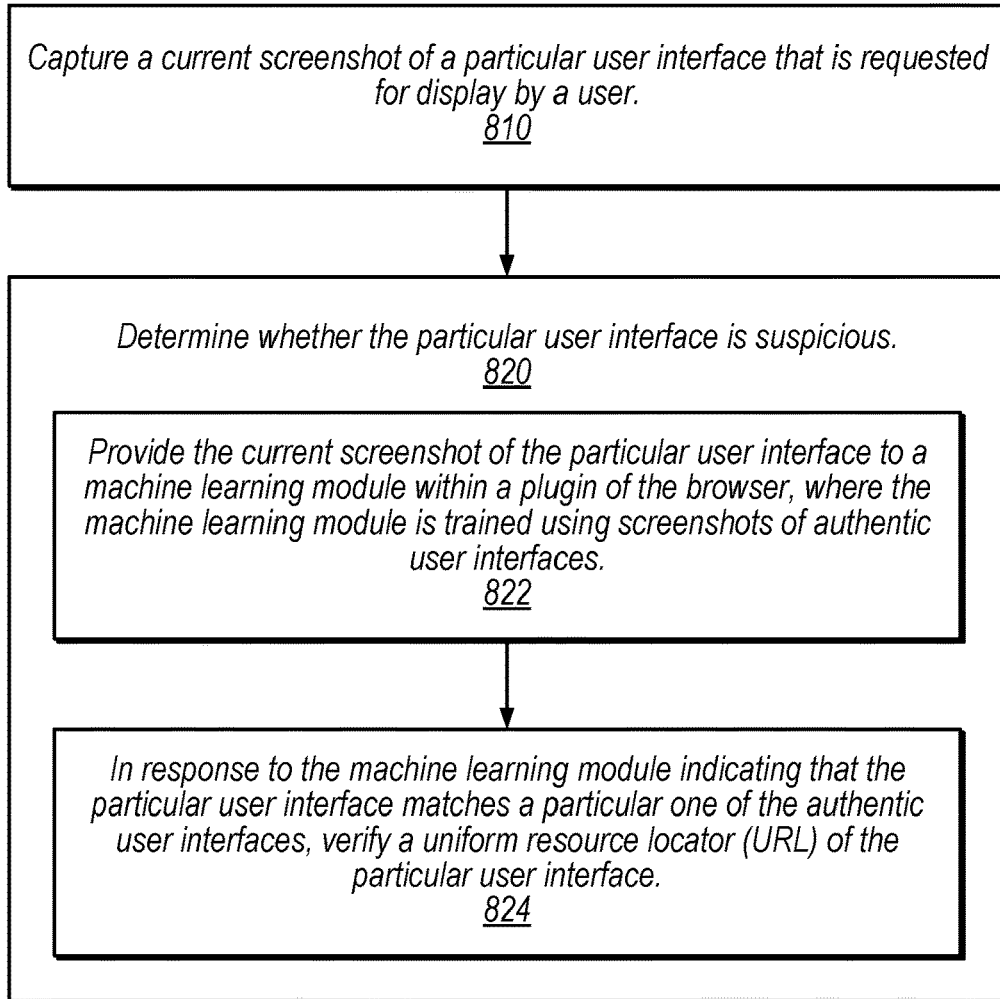 Capture a current screenshot of a particular user interface that is requested
for display by a user.
810
Determine whether the particular user interface is suspicious.
820
Provide the current screenshot of the particular user interface to a
machine learning module within a plugin of the browser, where the
machine learning module is trained using screenshots of authentic
user interfaces.
822
In response to the machine learning module indicating that the
particular user interface matches a particular one of the authentic
user interfaces, verify a uniform resource locator (URL) of the
particular user interface.
824